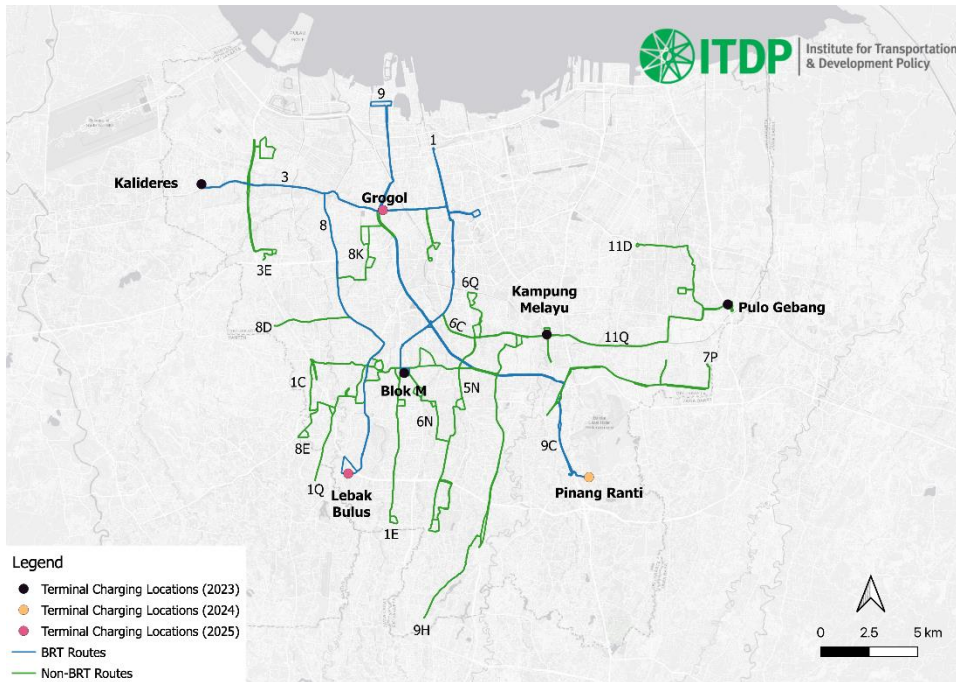 ITDP
Institute for Transportation
& Development Policy
9
1
Kalideres
3
Grogol
8
8K
3E
11D
6Q
Kampung
Melayu
Pulo Gebang
6C
11Q
8D
7P
1C
Blok M
5N
6N
8E
9C
1Q
Lebak
Bulus
Pinang Ranti
1E
9H
Legend
Terminal Charging Locations (2023)
Terminal Charging Locations (2024)
Terminal Charging Locations (2025)
BRT Routes
Non-BRT Routes
0 2.5 5 km